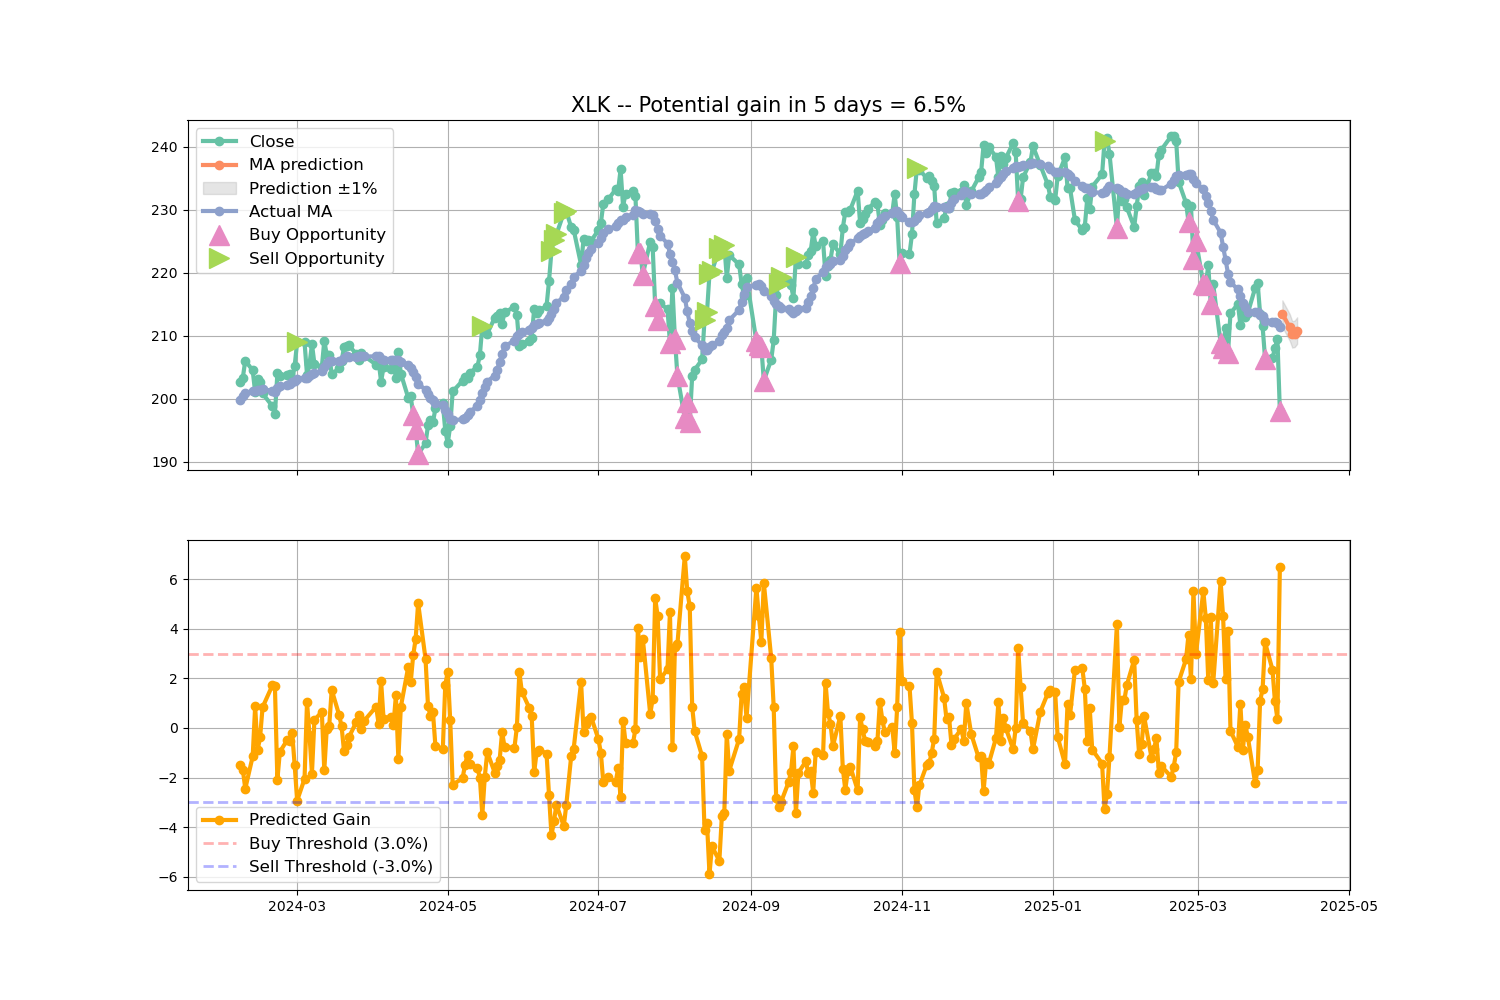 XLK -- Potential gain in 5 days = 6.5%
Close
MA prediction
Prediction ±1%
Actual MA
Buy Opportunity
Sell Opportunity
240
230
220
210
200
190
6
4
2
0
−2
−4
−6
Predicted Gain
Buy Threshold (3.0%)
Sell Threshold (-3.0%)
2024-03 2024-05 2024-07 2024-09 2024-11 2025-01 2025-03 2025-05